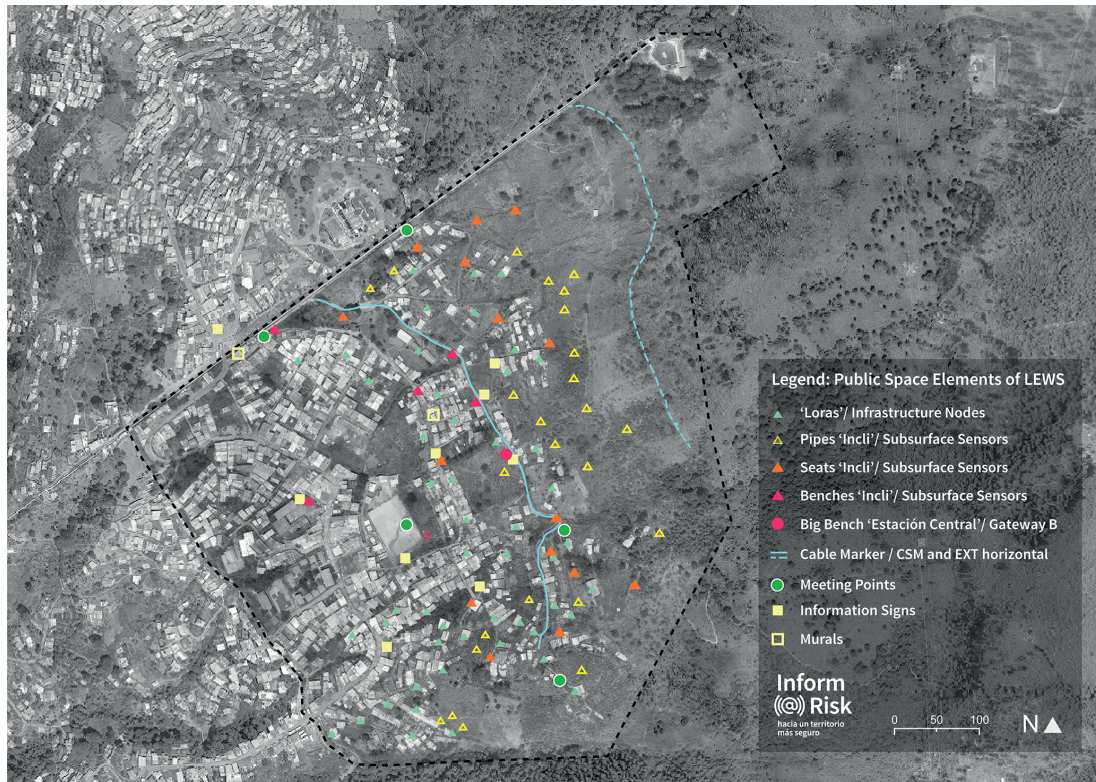 Legend: Public Space Elements of LEWS
‘Loras’/ Infrastructure Nodes
Pipes ‘Incli’/ Subsurface Sensors
Seats ‘Incli’/ Subsurface Sensors
Benches ‘Incli’/ Subsurface Sensors
Big Bench ‘Estación Central’/ Gateway B
Cable Marker / CSM and EXT horizontal
Meeting Points
Information Signs
Murals
Inform
(@) Risk
hacia un territorio
más seguro
0 50 100
N